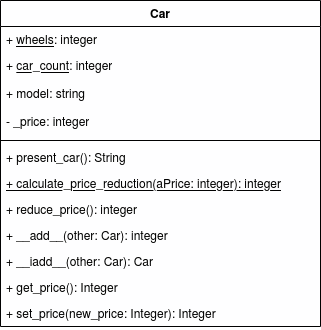 Car
+ wheels: integer
+ car_count: integer
+ model: string
- _price: integer
+ present_car(): String
+ calculate_price_reduction(aPrice: integer): integer
+ reduce_price(): integer
+ __add__(other: Car): integer
+ __iadd__(other: Car): Car
+ get_price(): Integer
+ set_price(new_price: Integer): Integer